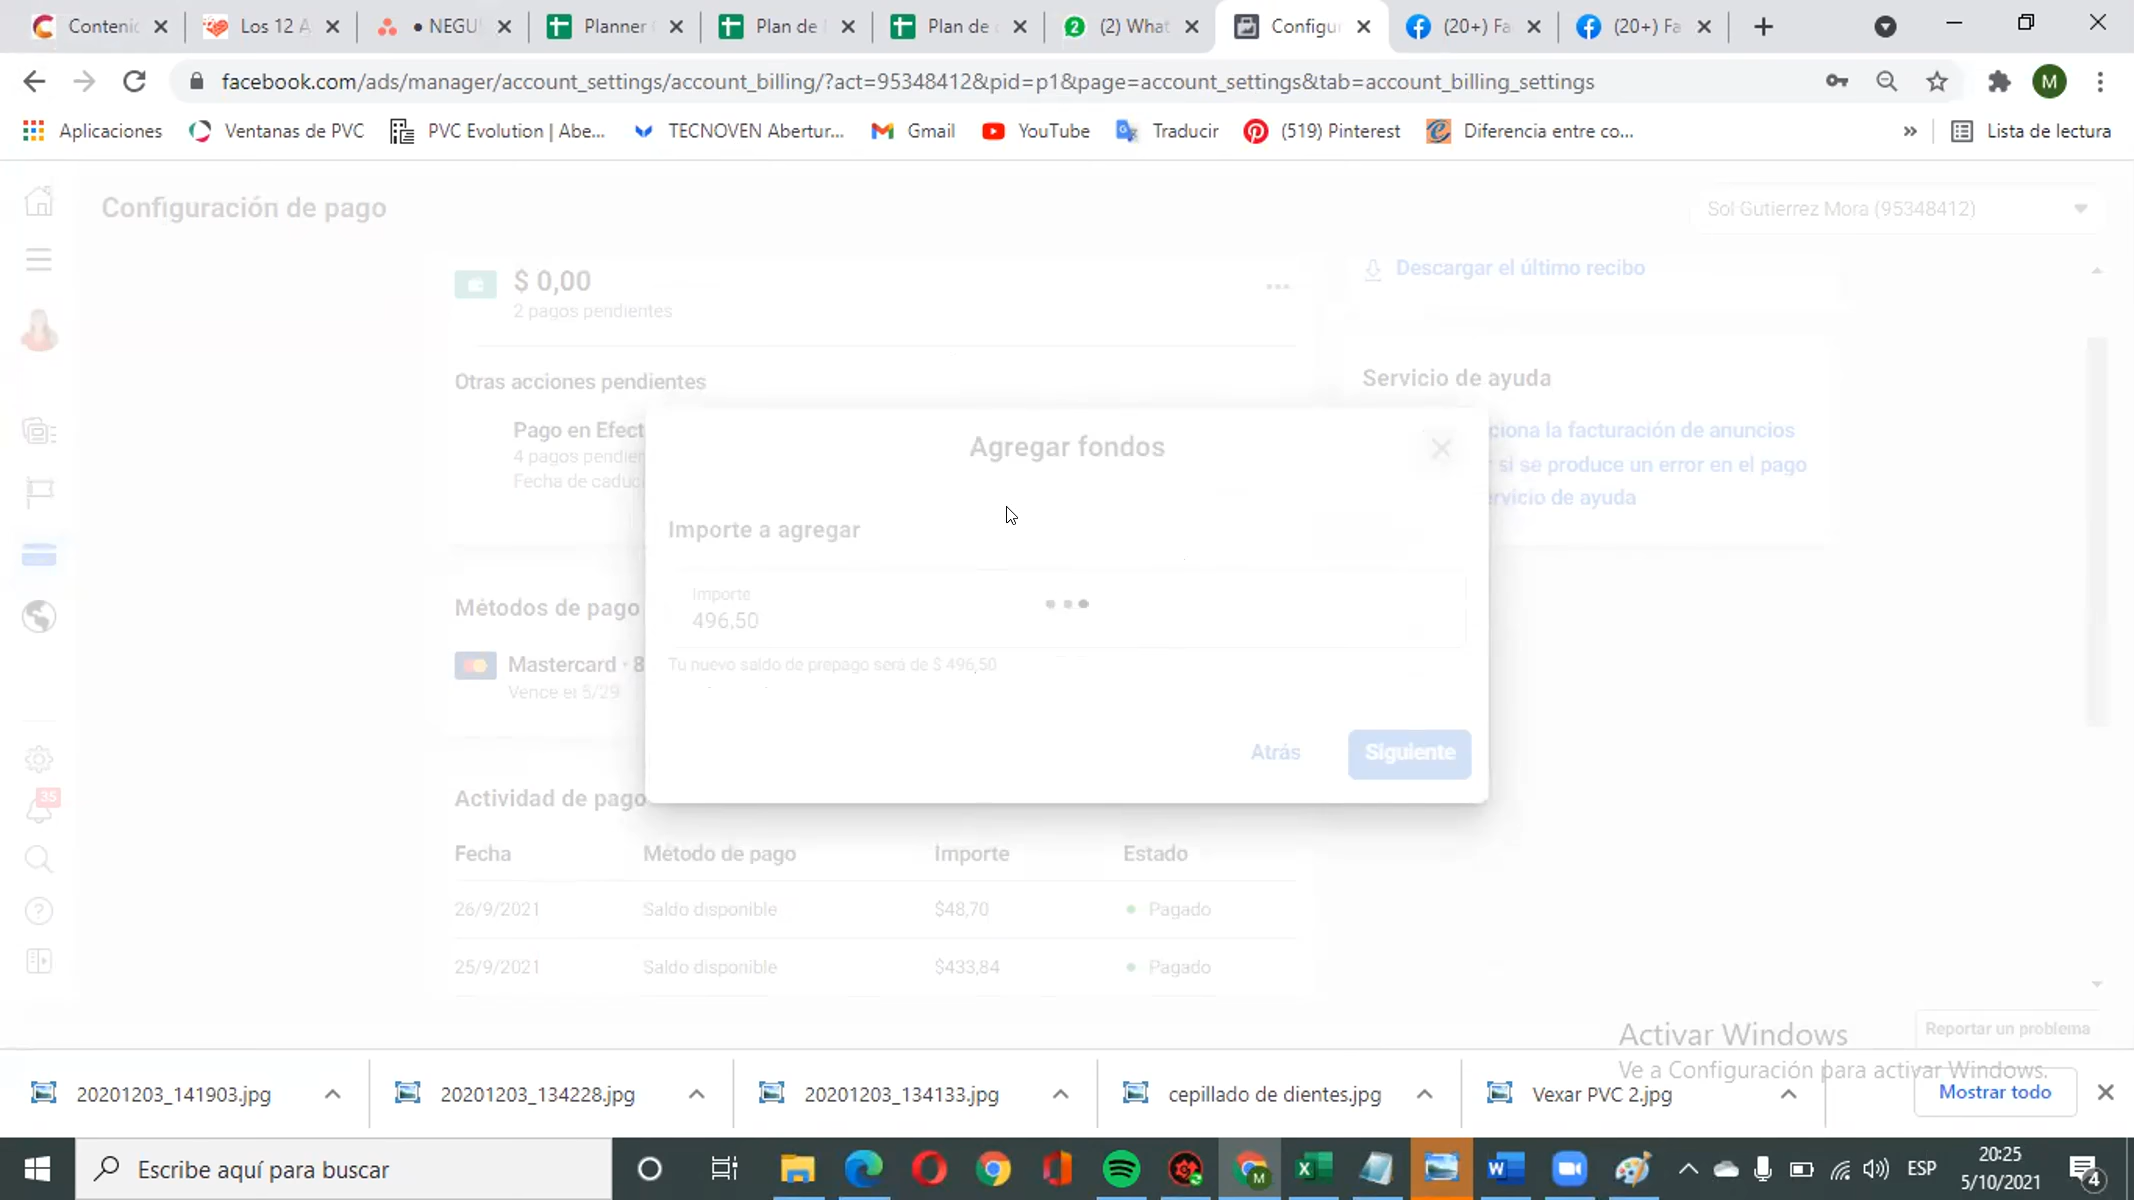 Contenid
Los 12 A
• NEGU
Planner
Plan de
Plan de
(2) What
Configur
(20+) Fa
(20+) Fa
facebook.com/ads/manager/account_settings/account_billing/?act=95348412&pid=p1&page=account_settings&tab=account_billing_settings
M
Aplicaciones
Ventanas de PVC
PVC Evolution | Abe...
TECNOVEN Abertur...
Gmail
YouTube
Traducir
(519) Pinterest
Diferencia entre co...
»
Lista de lectura
Configuración de pago
Sol Gutierrez Mora (95348412)
$ 0,00
2 pagos pendientes
Descargar el último recibo
Otras acciones pendientes
Pago en Efect
4 pagos pendien
Fecha de caduc
Servicio de ayuda
ciona la facturación de anuncios
si se produce un error en el pago
rvicio de ayuda
Agregar fondos
Importe a agregar
Importe
496,50
Tu nuevo saldo de prepago será de $ 496,50
Atrás
Siguiente
Métodos de pago
Mastercard · 8
Vence el 5/29
Actividad de pago
Fecha
Método de pago
Importe
Estado
26/9/2021
Saldo disponible
$48,70
Pagado
25/9/2021
Saldo disponible
$433,84
Pagado
35
Reportar un problema
Activar Windows
Ve a Configuración para activar Windows.
20201203_141903.jpg
20201203_134228.jpg
20201203_134133.jpg
cepillado de dientes.jpg
Vexar PVC 2.jpg
Mostrar todo
Escribe aquí para buscar
ESP
20:25
5/10/2021
4